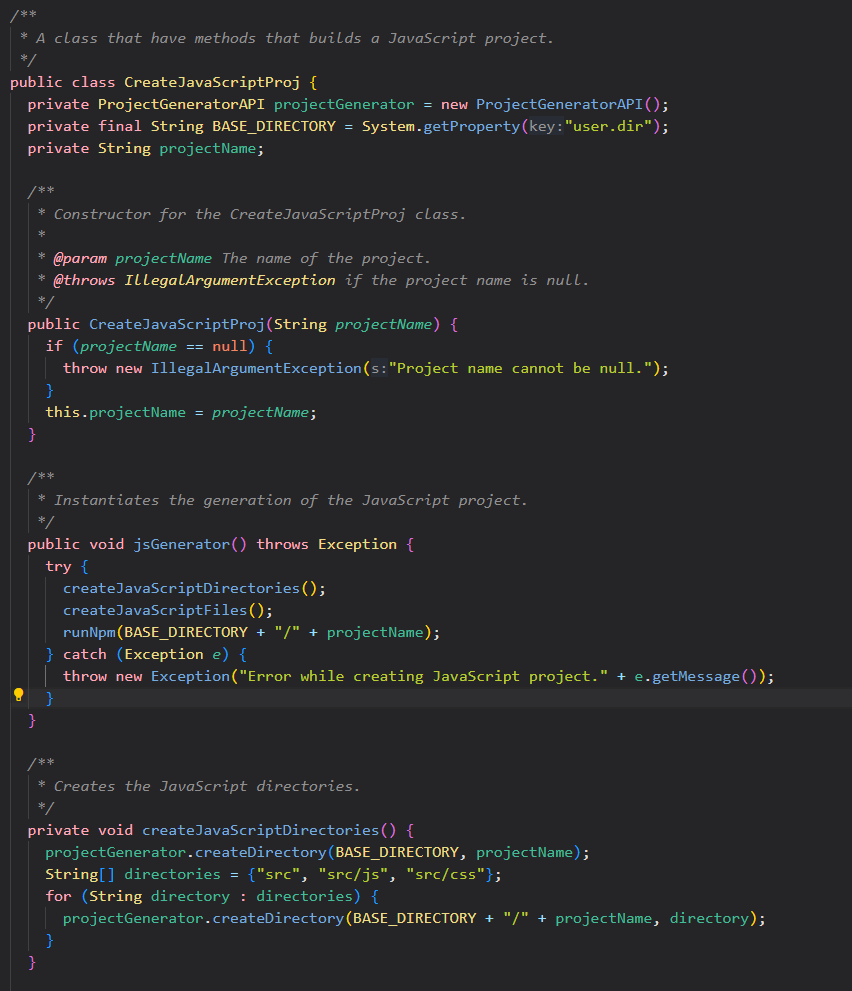 /**
 * A class that have methods that builds a JavaScript project.
 */
public class CreateJavaScriptProj {
  private ProjectGeneratorAPI projectGenerator = new ProjectGeneratorAPI();
  private final String BASE_DIRECTORY = System.getProperty(key:"user.dir");
  private String projectName;

  /**
   * Constructor for the CreateJavaScriptProj class.
   *
   * @param projectName The name of the project.
   * @throws IllegalArgumentException if the project name is null.
   */
  public CreateJavaScriptProj(String projectName) {
    if (projectName == null) {
      throw new IllegalArgumentException(s:"Project name cannot be null.");
    }
    this.projectName = projectName;
  }

  /**
   * Instantiates the generation of the JavaScript project.
   */
  public void jsGenerator() throws Exception {
    try {
      createJavaScriptDirectories();
      createJavaScriptFiles();
      runNpm(BASE_DIRECTORY + "/" + projectName);
    } catch (Exception e) {
      throw new Exception("Error while creating JavaScript project." + e.getMessage());
    }
  }

  /**
   * Creates the JavaScript directories.
   */
  private void createJavaScriptDirectories() {
    projectGenerator.createDirectory(BASE_DIRECTORY, projectName);
    String[] directories = {"src", "src/js", "src/css"};
    for (String directory : directories) {
      projectGenerator.createDirectory(BASE_DIRECTORY + "/" + projectName, directory);
    }
  }